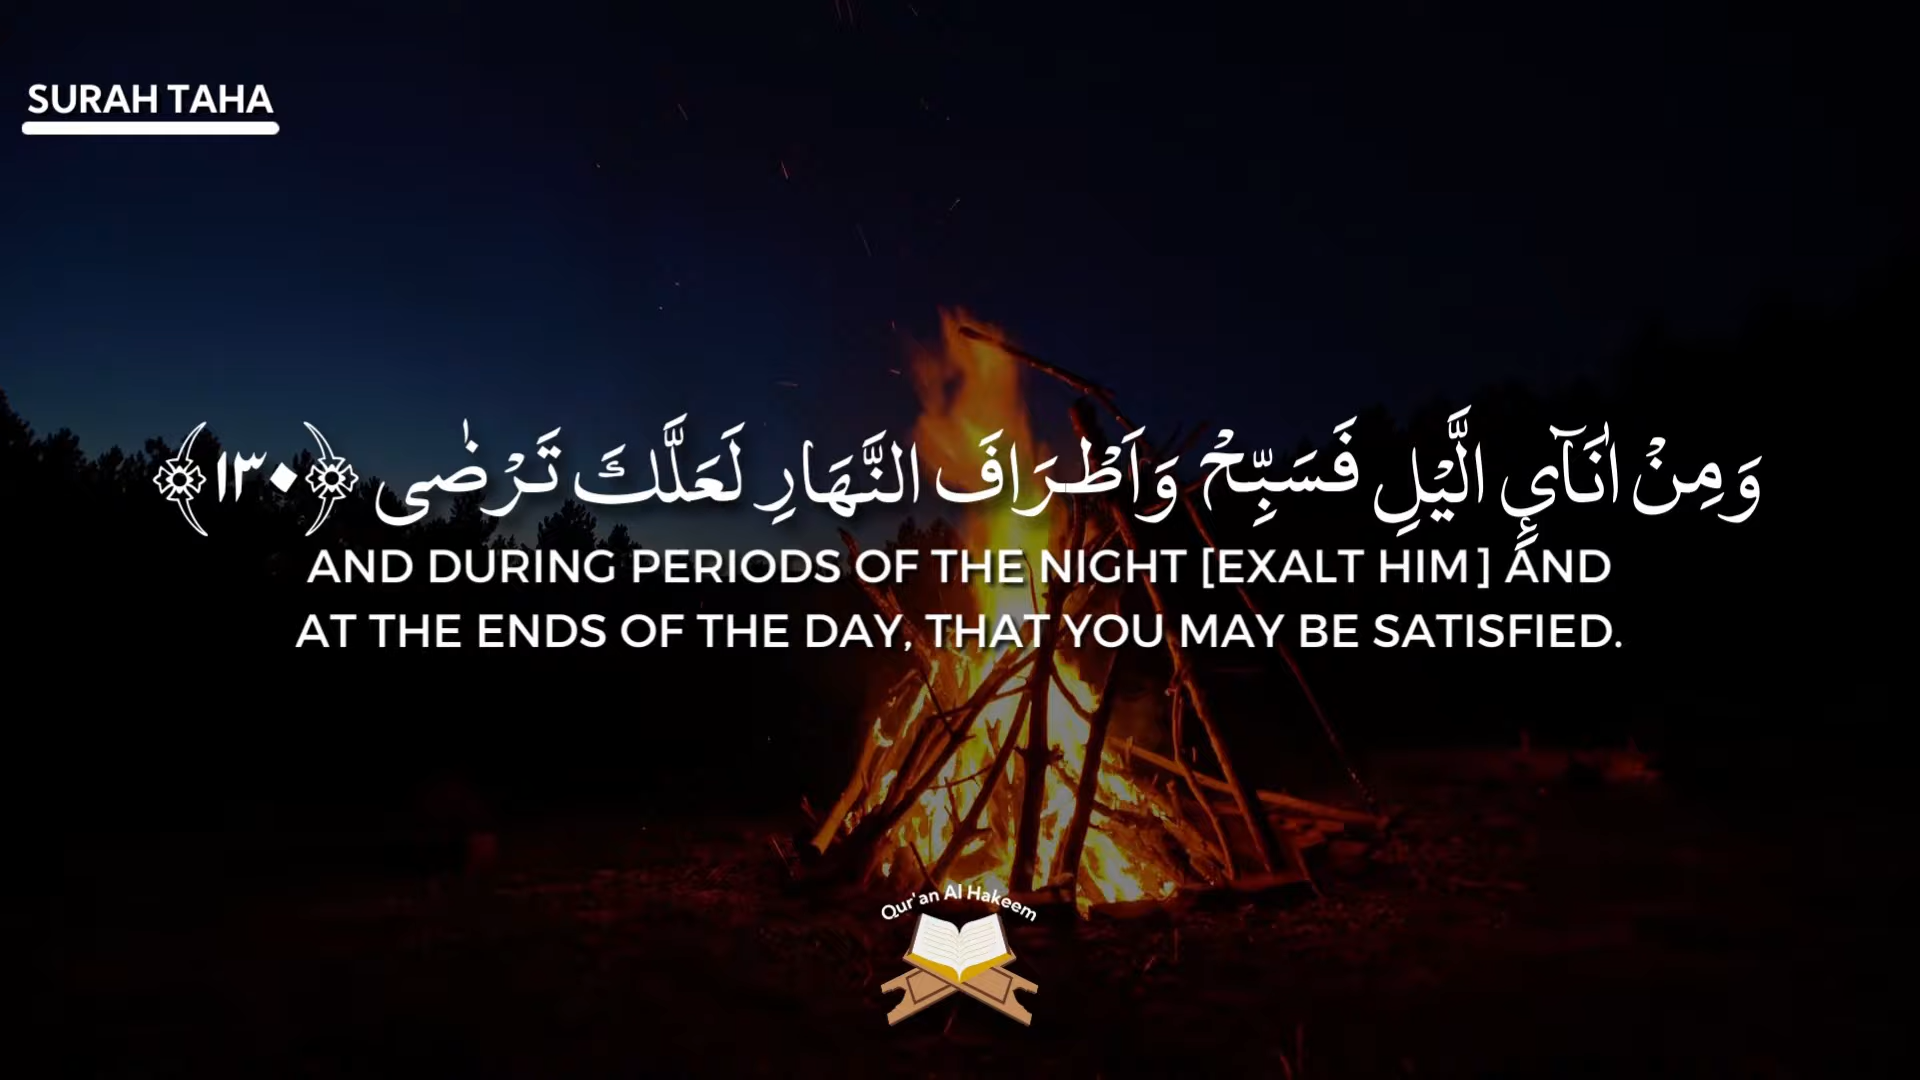 SURAH TAHA
وَمِنْ اٰنَآئِ الَّيْلِ فَسَبِّحْ وَاَطْرَافَ النَّهَارِ لَعَلَّكَ تَرْضٰى ﴿١٣٠﴾
AND DURING PERIODS OF THE NIGHT [EXALT HIM] AND
AT THE ENDS OF THE DAY, THAT YOU MAY BE SATISFIED.
Qur'an Al Hakeem